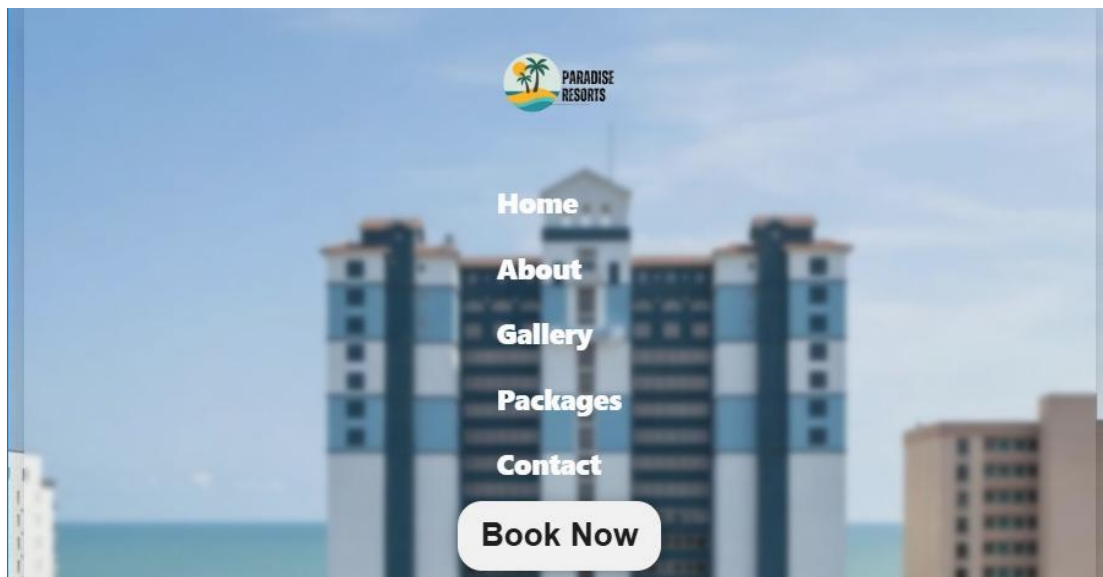 PARADISE
RESORTS
Home
About
Gallery
Packages
Contact
Book Now